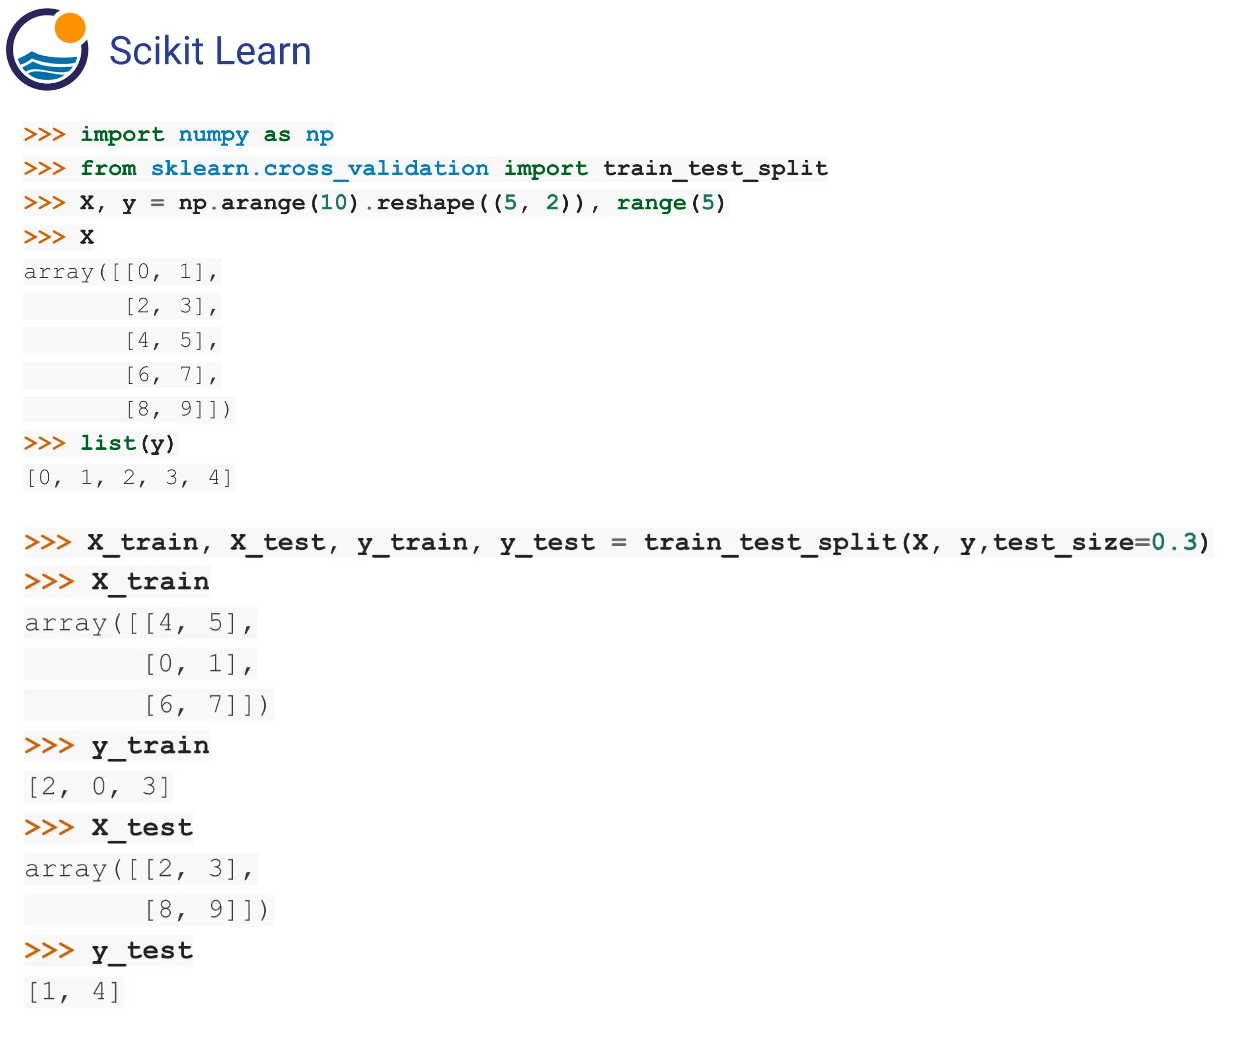 Scikit Learn
>>> import numpy as np
>>> from sklearn.cross_validation import train_test_split
>>> X, y = np.arange(10).reshape((5, 2)), range(5)
>>> X
array([[0, 1],
       [2, 3],
       [4, 5],
       [6, 7],
       [8, 9]])
>>> list(y)
[0, 1, 2, 3, 4]
>>> X_train, X_test, y_train, y_test = train_test_split(X, y,test_size=0.3)
>>> X_train
array([[4, 5],
       [0, 1],
       [6, 7]])
>>> y_train
[2, 0, 3]
>>> X_test
array([[2, 3],
       [8, 9]])
>>> y_test
[1, 4]